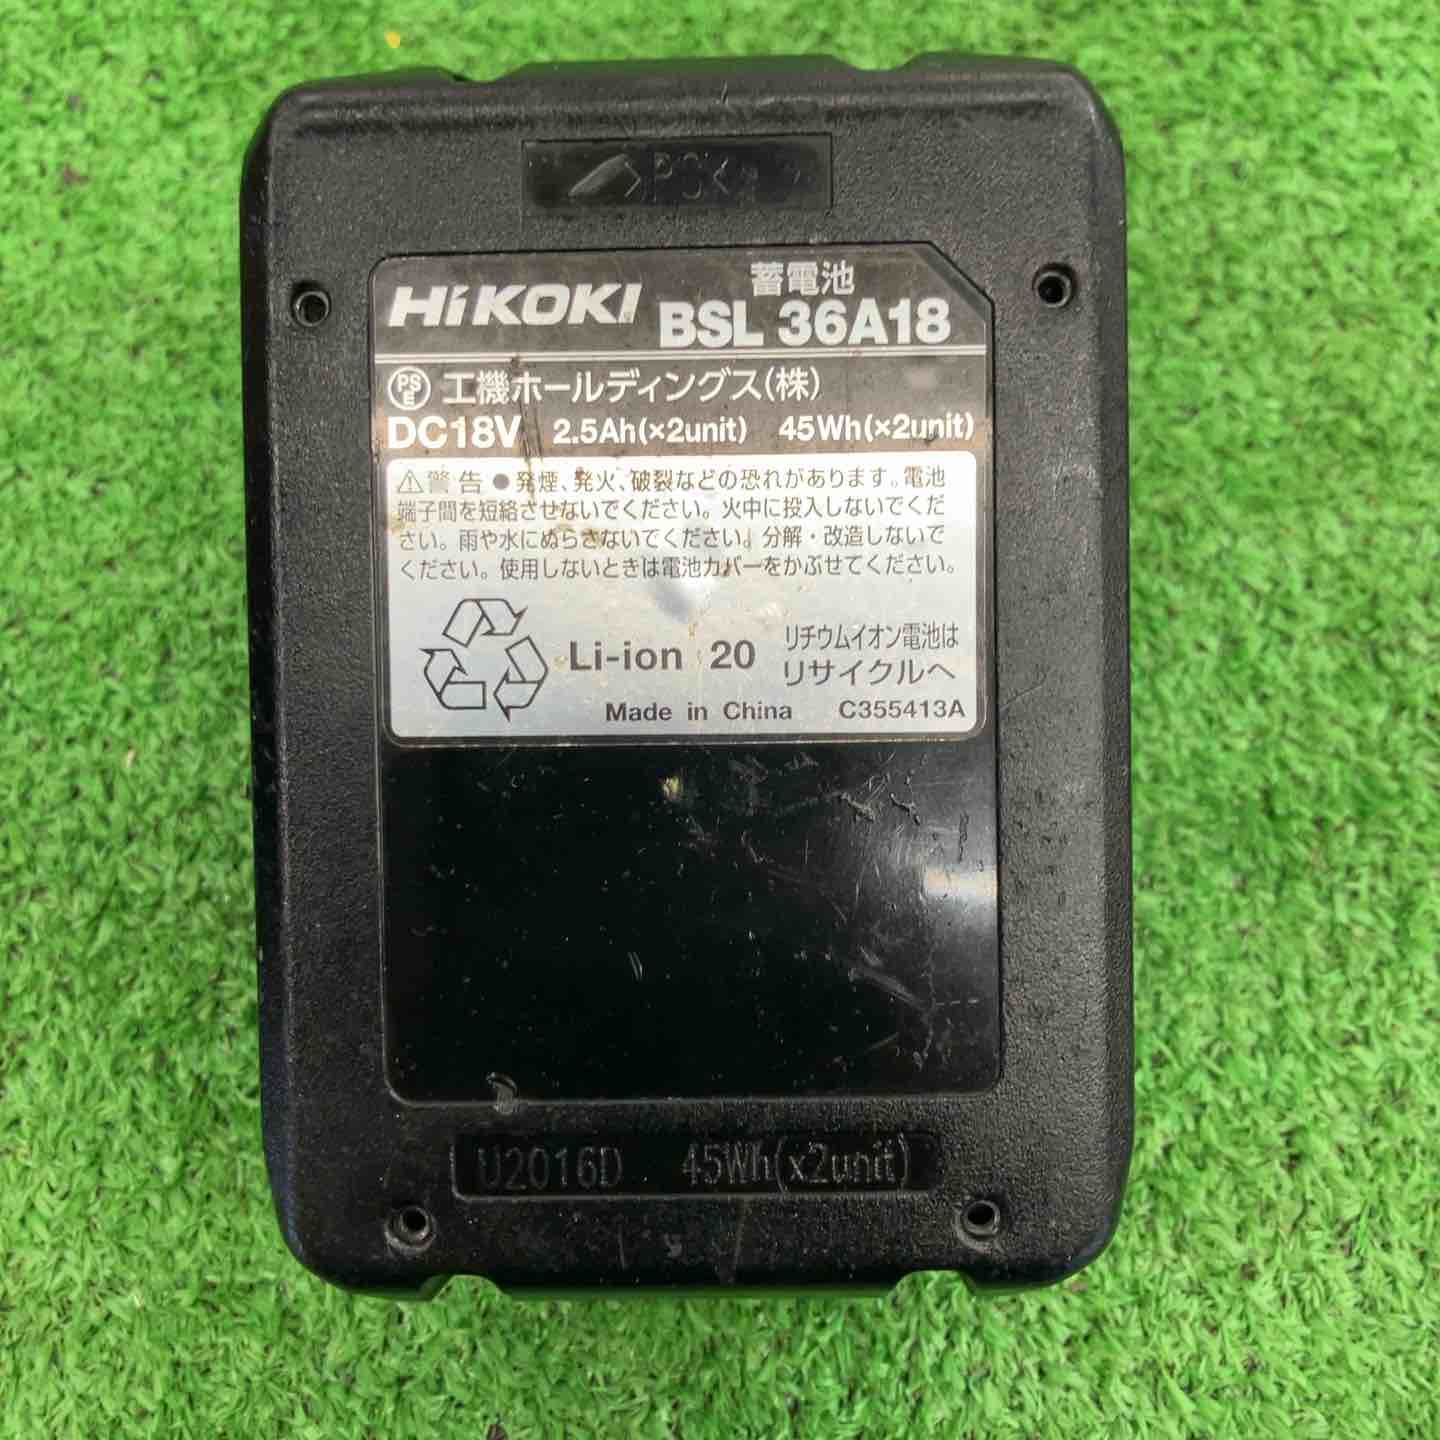 >PC<
HiKOKI
蓄電池
BSL 36A18
PSE 工機ホールディングス(株)
DC18V 2.5Ah(×2unit) 45Wh(×2unit)
⚠警告 ●発煙、発火、破裂などの恐れがあります。電池
端子間を短絡させないでください。火中に投入しないでくだ
さい。雨や水にぬらさないでください。分解・改造しないで
ください。使用しないときは電池カバーをかぶせてください。
Li-ion 20
リチウムイオン電池は
リサイクルへ
Made in China C355413A
U2016D 45Wh(x2unit)